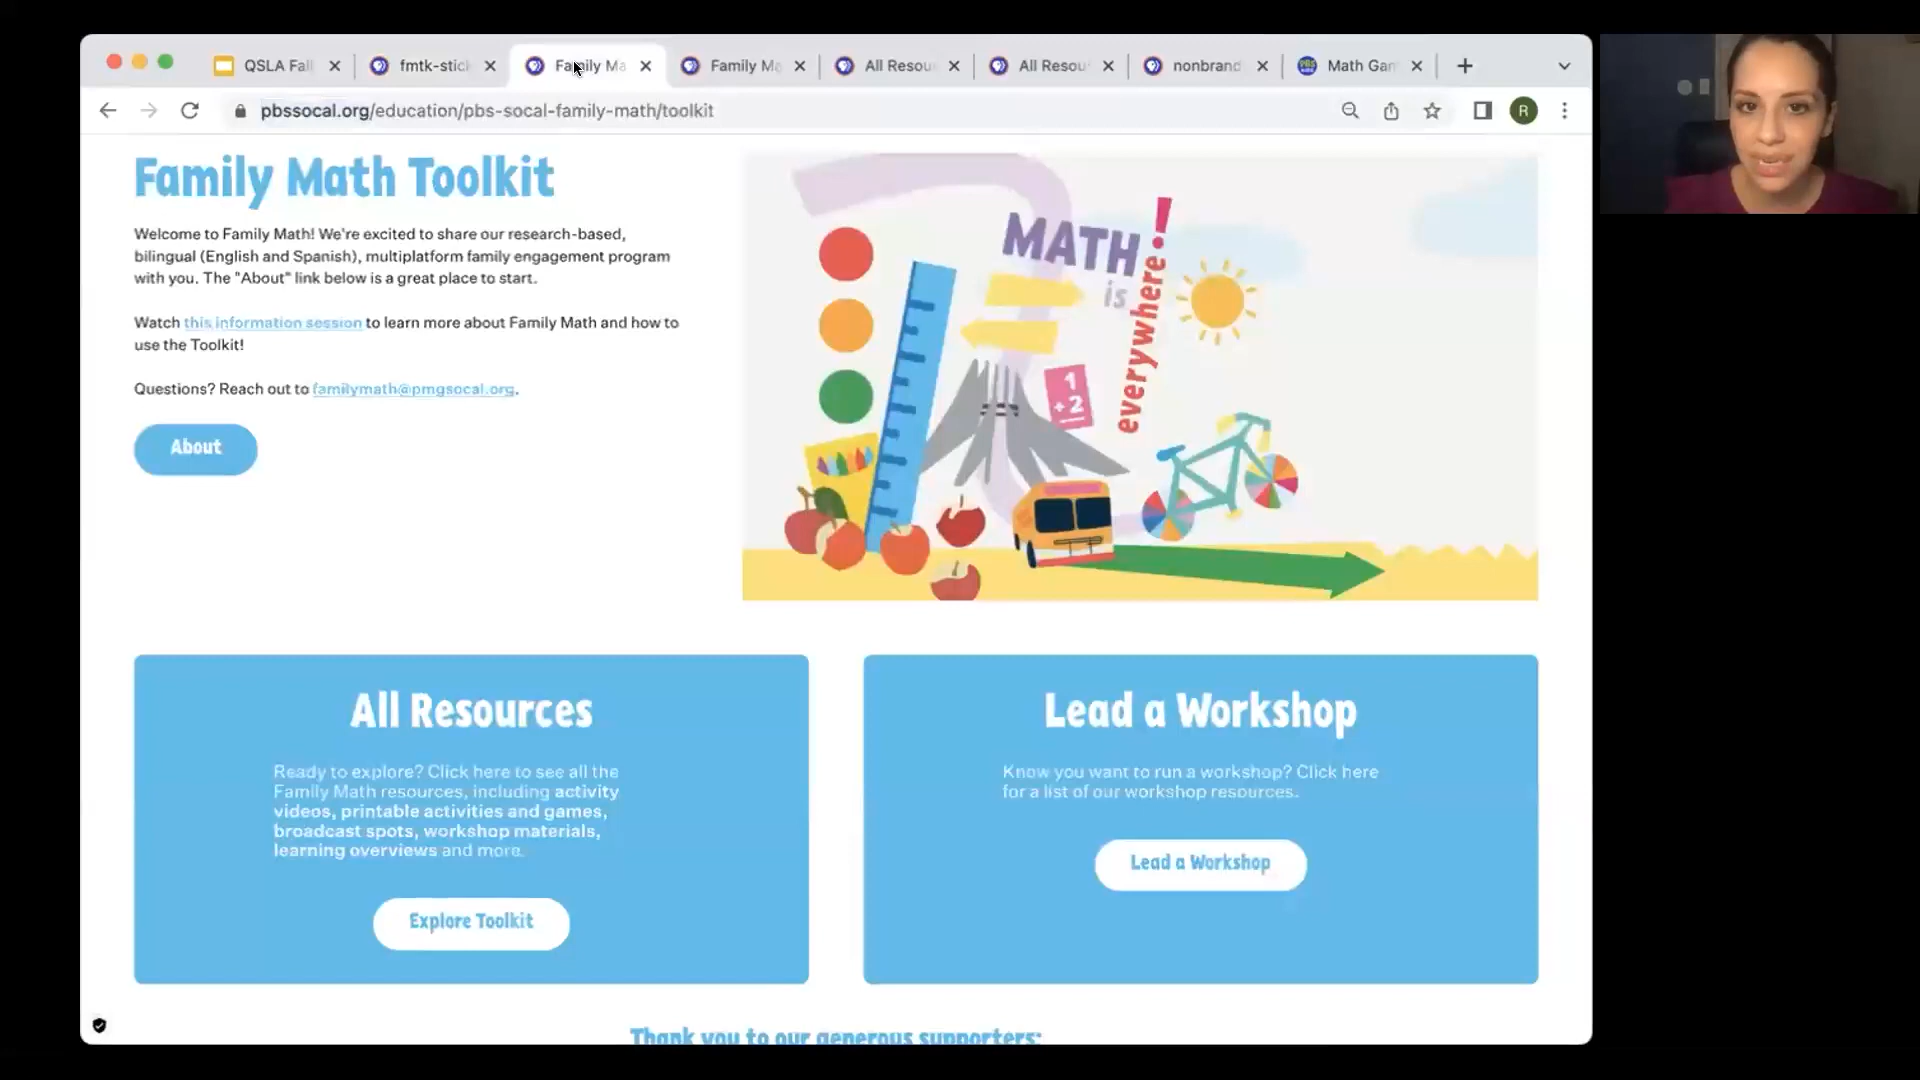 QSLA Fall
fmtk-stick
Family Ma
Family Ma
All Resou
All Resou
nonbrand
Math Gam
pbssocal.org/education/pbs-socal-family-math/toolkit
R
Family Math Toolkit
Welcome to Family Math! We're excited to share our research-based,
bilingual (English and Spanish), multiplatform family engagement program
with you. The "About" link below is a great place to start.
Watch this information session to learn more about Family Math and how to
use the Toolkit!
Questions? Reach out to familymath@pmgsocal.org.
About
MATH
is
everywhere!
1
+2
All Resources
Ready to explore? Click here to see all the
Family Math resources, including activity
videos, printable activities and games,
broadcast spots, workshop materials,
learning overviews and more.
Explore Toolkit
Lead a Workshop
Know you want to run a workshop? Click here
for a list of our workshop resources.
Lead a Workshop
Thank you to our generous supporters: